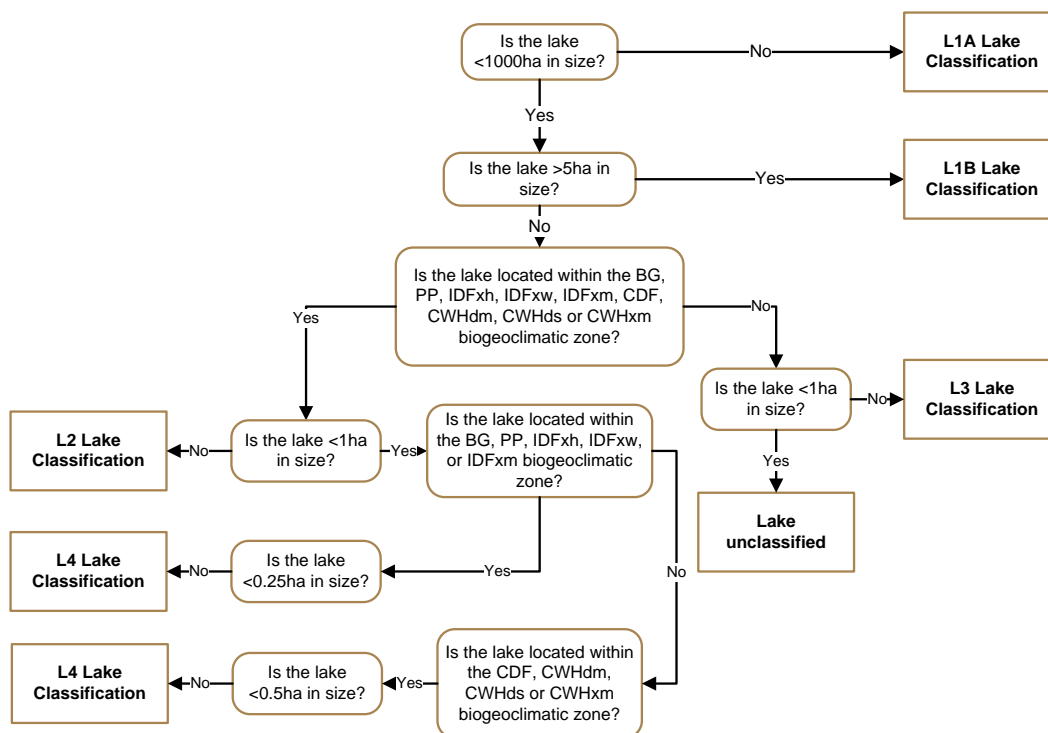 Is the lake
<1000ha in size?
No
L1A Lake
Classification
Yes
Is the lake >5ha in
size?
Yes
L1B Lake
Classification
No
Is the lake located within the BG,
PP, IDFxh, IDFxw, IDFxm, CDF,
CWHdm, CWHds or CWHxm
biogeoclimatic zone?
Yes
No
Is the lake <1ha
in size?
No
L3 Lake
Classification
Yes
Lake
unclassified
L2 Lake
Classification
No
Is the lake <1ha
in size?
Yes
Is the lake located within
the BG, PP, IDFxh, IDFxw,
or IDFxm biogeoclimatic
zone?
L4 Lake
Classification
No
Is the lake
<0.25ha in size?
Yes
No
L4 Lake
Classification
No
Is the lake
<0.5ha in size?
Yes
Is the lake located within
the CDF, CWHdm,
CWHds or CWHxm
biogeoclimatic zone?